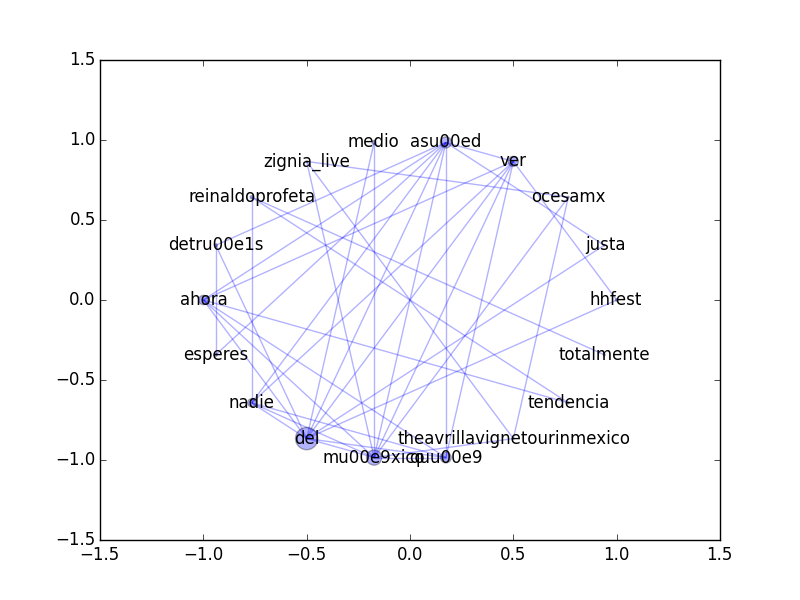 1.5
medio asu00ed
1.0
zignia_live ver
reinaldoprofeta ocesamx
0.5
detru00e1s justa
0.0 ahora hhfest
esperes totalmente
−0.5
nadie tendencia
del theavrillavignetourinmexico
−1.0 mu00e9xico quu00e9
−1.5
−1.5 −1.0 −0.5 0.0 0.5 1.0 1.5